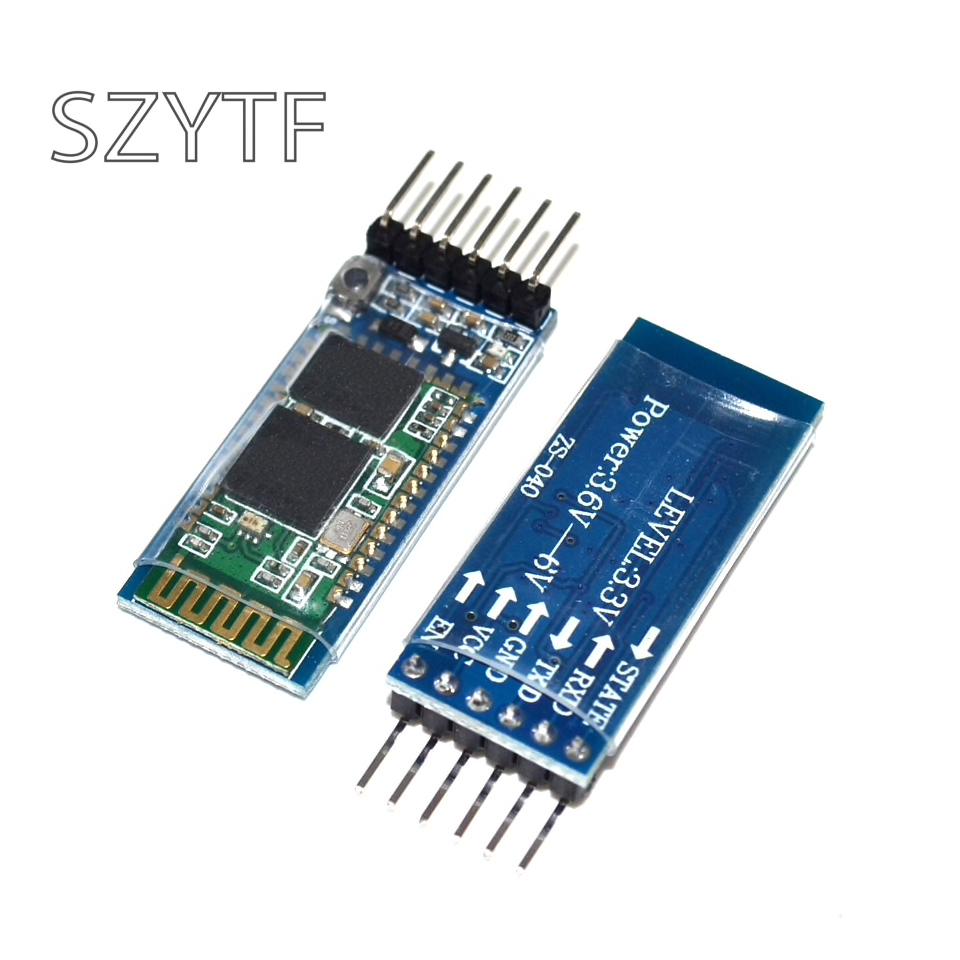 SZYTF
ZS-040
Power:3.6V--6V
LEVEL:3.3V
EN
VCC
GND
TXD
RXD
STATE